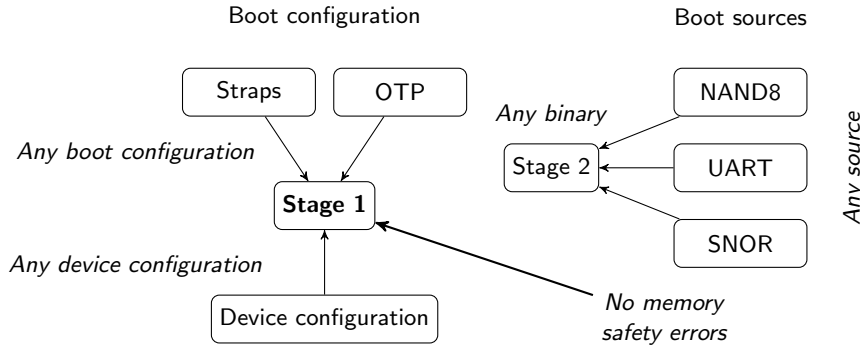 Boot configuration
Boot sources
Straps
OTP
NAND8
Any binary
Any boot configuration
Stage 2
UART
Any source
Stage 1
SNOR
Any device configuration
Device configuration
No memory
safety errors